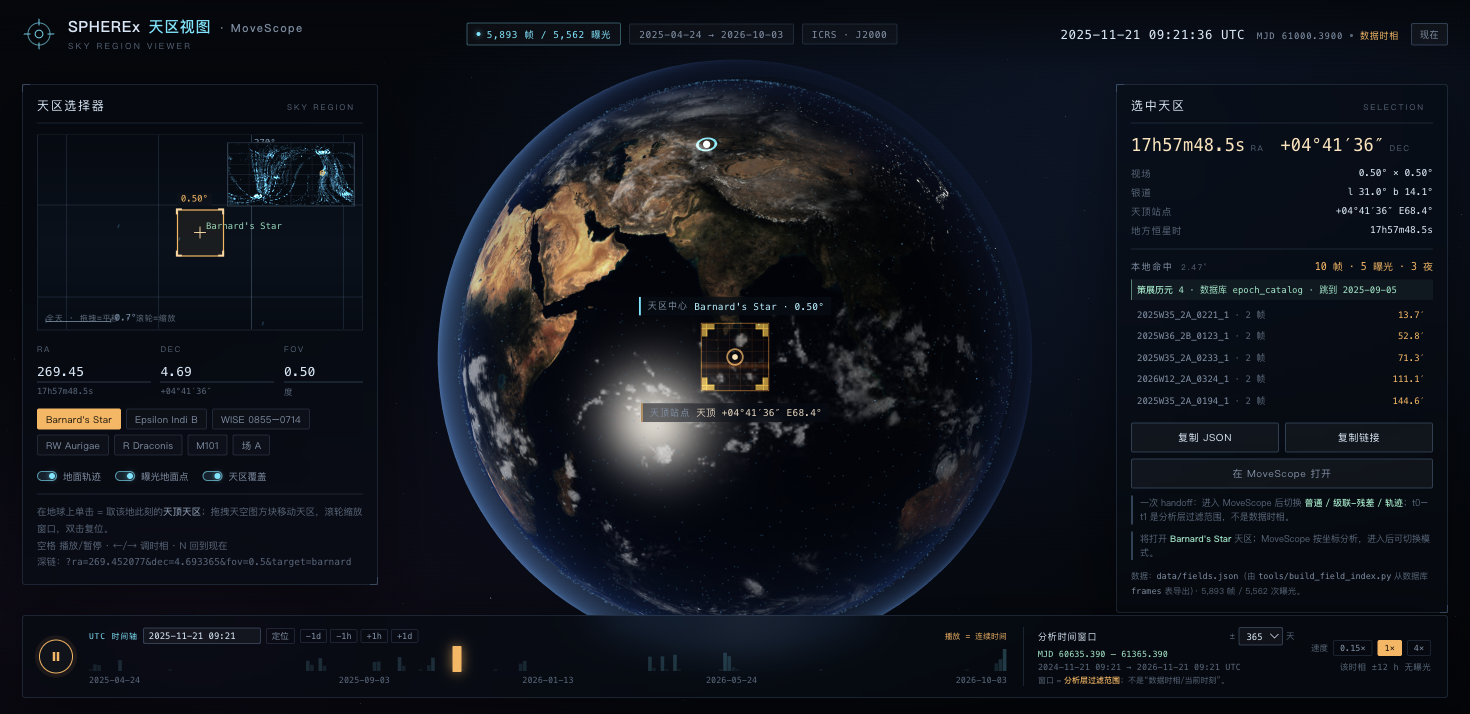 SPHEREx 天区视图 · MoveScope
SKY REGION VIEWER
5,893 帧 / 5,562 曝光
2025-04-24 → 2026-10-03
ICRS · J2000
2025-11-21 09:21:36 UTC
MJD 61000.3900 • 数据时相
现在
天区选择器
SKY REGION
270°
0.50°
Barnard's Star
0.7°
滚轮=缩放
RA
DEC
FOV
269.45
4.69
0.50
17h57m48.5s
+04°41′36″
度
Barnard's Star
Epsilon Indi B
WISE 0855−0714
RW Aurigae
R Draconis
M101
场 A
地面轨迹
曝光地面点
天区覆盖
在地球上单击 = 取该地此刻的天顶天区；拖拽天空图方块移动天区，滚轮缩放
窗口，双击复位。
空格 播放/暂停 · ←/→ 调时相 · N 回到现在
深链：?ra=269.452077&dec=4.693365&fov=0.5&target=barnard
天区中心 Barnard's Star · 0.50°
天顶站点 天顶 +04°41′36″ E68.4°
选中天区
SELECTION
17h57m48.5s RA +04°41′36″ DEC
视场 0.50° × 0.50°
银道 l 31.0° b 14.1°
天顶站点 +04°41′36″ E68.4°
地方恒星时 17h57m48.5s
本地命中 2.47° 10 帧 · 5 曝光 · 3 夜
策展历元 4 · 数据库 epoch_catalog · 跳到 2025-09-05
2025W35_2A_0221_1 · 2 帧 13.7′
2025W36_2B_0123_1 · 2 帧 52.8′
2025W35_2A_0233_1 · 2 帧 71.3′
2026W12_2A_0324_1 · 2 帧 111.1′
2025W35_2A_0194_1 · 2 帧 144.6′
复制 JSON
复制链接
在 MoveScope 打开
一次 handoff：进入 MoveScope 后切换 普通 / 级联-残差 / 轨迹；t0–
t1 是分析层过滤范围，不是数据时相。
将打开 Barnard's Star 天区；MoveScope 按坐标分析，进入后可切换模
式。
数据：data/fields.json（由 tools/build_field_index.py 从数据库
frames 表导出）· 5,893 帧 / 5,562 次曝光。
UTC 时间轴
2025-11-21 09:21
定位
−1d
−1h
+1h
+1d
播放 = 连续时间
2025-04-24
2025-09-03
2026-01-13
2026-05-24
2026-10-03
分析时间窗口
± 365 天
MJD 60635.390 – 61365.390
2024-11-21 09:21 → 2026-11-21 09:21 UTC
窗口 = 分析层过滤范围；不是“数据时相/当前时刻”。
速度
0.15×
1×
4×
该时相 ±12 h 无曝光